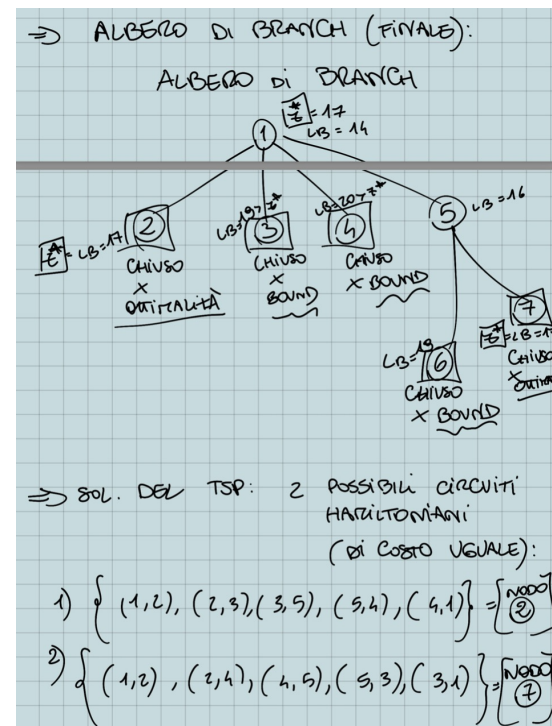 ⇒ ALBERO DI BRANCH (FINALE):
ALBERO DI BRANCH
z* = 17
LB = 14
1
z* = LB = 17
2
CHIUSO
X
OTTIMALITÀ
LB = 19 > z*
3
CHIUSO
X
BOUND
LB = 20 > z*
4
CHIUSO
X BOUND
5
LB = 16
LB = 19
6
CHIUSO
X BOUND
7
z* = LB = 1
CHIUSO
X
⇒ SOL. DEL TSP: 2 POSSIBILI CIRCUITI
HAMILTONIANI
(DI COSTO UGUALE):
1) { (1,2), (2,3), (3,5), (5,4), (4,1) } = [NODO
2
2) { (1,2), (2,4), (4,5), (5,3), (3,1) } = [NODO
7